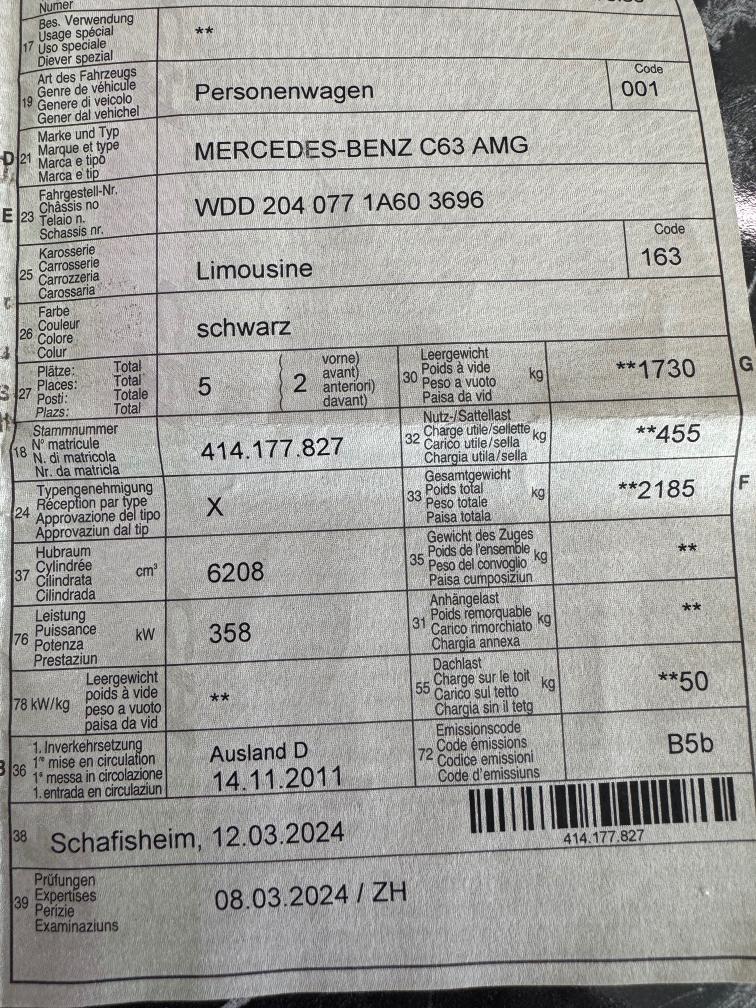 Numer
17 Bes. Verwendung
Usage spécial
Uso speciale
Diever spezial
**
19 Art des Fahrzeugs
Genre de véhicule
Genere di veicolo
Gener dal vehichel
Personenwagen
Code
001
D 21 Marke und Typ
Marque et type
Marca e tipo
Marca e tip
MERCEDES-BENZ C63 AMG
E 23 Fahrgestell-Nr.
Châssis no
Telaio n.
Schassis nr.
WDD 204 077 1A60 3696
25 Karosserie
Carrosserie
Carrozzeria
Carossaria
Limousine
Code
163
26 Farbe
Couleur
Colore
Colur
schwarz
27 Plätze: Total
Places: Total
Posti: Totale
Plazs: Total
5
( 2 vorne)
avant)
anteriori)
davant)
30 Leergewicht
Poids à vide
Peso a vuoto
Paisa da vid
kg
**1730
G
18 Stammnummer
N° matricule
N. di matricola
Nr. da matricla
414.177.827
32 Nutz-/Sattellast
Charge utile/sellette
Carico utile/sella
Chargia utila/sella
kg
**455
24 Typengenehmigung
Réception par type
Approvazione del tipo
Approvaziun dal tip
X
33 Gesamtgewicht
Poids total
Peso totale
Paisa totala
kg
**2185
F
37 Hubraum
Cylindrée
Cilindrata
Cilindrada
cm³
6208
35 Gewicht des Zuges
Poids de l'ensemble
Peso del convoglio
Paisa cumposiziun
kg
**
76 Leistung
Puissance
Potenza
Prestaziun
kW
358
31 Anhängelast
Poids remorquable
Carico rimorchiato
Chargia annexa
kg
**
78 kW/kg
Leergewicht
poids à vide
peso a vuoto
paisa da vid
**
55 Dachlast
Charge sur le toit
Carico sul tetto
Chargia sin il tetg
kg
**50
36 1. Inverkehrsetzung
1re mise en circulation
1a messa in circolazione
1. entrada en circulaziun
Ausland D
14.11.2011
72 Emissionscode
Code émissions
Codice emissioni
Code d'emissiuns
B5b
38 Schafisheim, 12.03.2024
414.177.827
39 Prüfungen
Expertises
Perizie
Examinaziuns
08.03.2024 / ZH